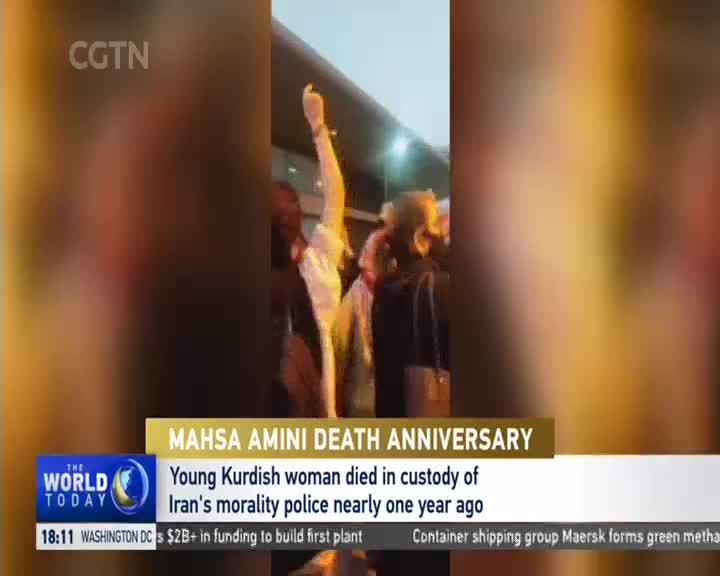 CGTN
MAHSA AMINI DEATH ANNIVERSARY
Young Kurdish woman died in custody of
Iran's morality police nearly one year ago
THE
WORLD
TODAY
18:11 WASHINGTON DC s $2B+ in funding to build first plant Container shipping group Maersk forms green metha